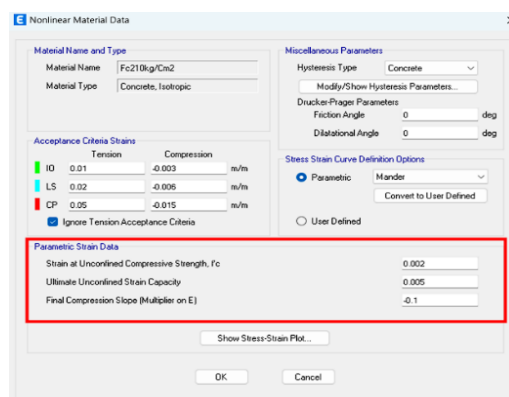 E Nonlinear Material Data
Material Name and Type
Material Name Fc210kg/Cm2
Material Type Concrete, Isotropic
Miscellaneous Parameters
Hysteresis Type Concrete
Modify/Show Hysteresis Parameters...
Drucker-Prager Parameters
Friction Angle 0 deg
Dilatational Angle 0 deg
Acceptance Criteria Strains
Tension Compression
IO 0.01 -0.003 m/m
LS 0.02 -0.006 m/m
CP 0.05 -0.015 m/m
Ignore Tension Acceptance Criteria
Stress Strain Curve Definition Options
Parametric Mander
Convert to User Defined
User Defined
Parametric Strain Data
Strain at Unconfined Compressive Strength, f'c 0.002
Ultimate Unconfined Strain Capacity 0.005
Final Compression Slope (Multiplier on E) -0.1
Show Stress-Strain Plot...
OK Cancel